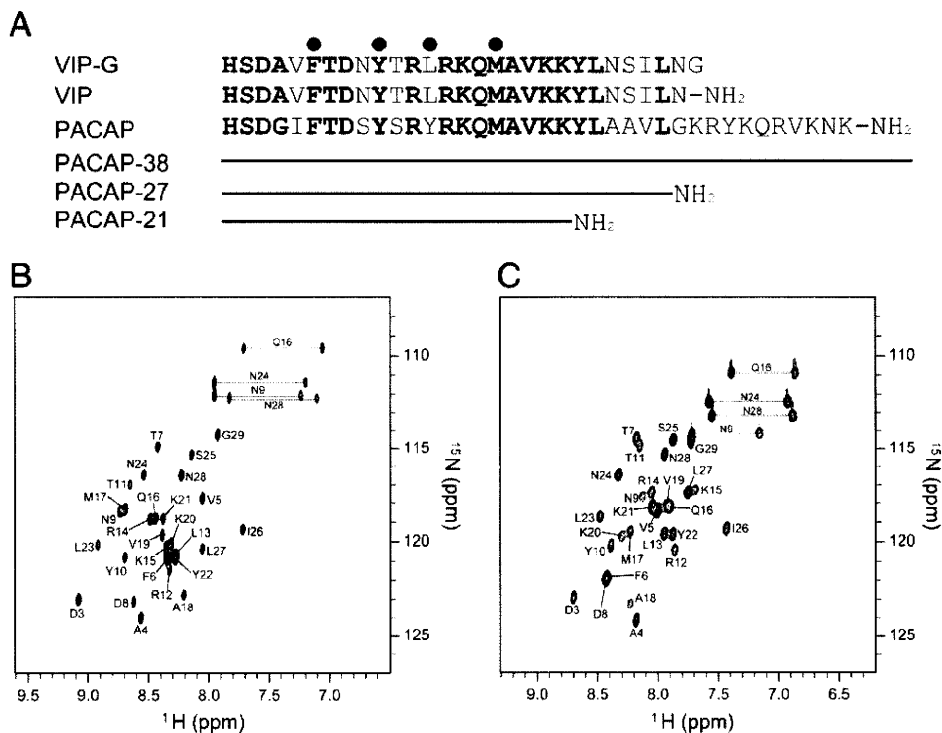 A
VIP-G HSDAVFTDNYTRLRKQMAVKKYLNSILNG
VIP HSDAVFTDNYTRLRKQMAVKKYLNSILN-NH₂
PACAP HSDGIFTDSYSRYRKQMAVKKYLAAVLGKRYKQRVKNK-NH₂
PACAP-38
PACAP-27 NH₂
PACAP-21 NH₂
B
Q16
N24
N9
N28
T7
S25
G29
N24
N28
T11
M17
Q16
K21
V5
N9
R14
K20
V19
L13
I26
L23
K15
L27
Y10
F6
Y22
R12
D3
D8
A18
A4
110
115
120
125
¹⁵N (ppm)
9.5 9.0 8.5 8.0 7.5 7.0
¹H (ppm)
C
Q16
N24
N28
N9
T7
S25
G29
T11
N28
N24
R14
V19
L27
K15
N9
K21
Q16
V5
L23
K20
I26
Y10
M17
L13
Y22
R12
F6
D3
D8
A18
A4
110
115
120
125
¹⁵N (ppm)
9.0 8.5 8.0 7.5 7.0 6.5
¹H (ppm)